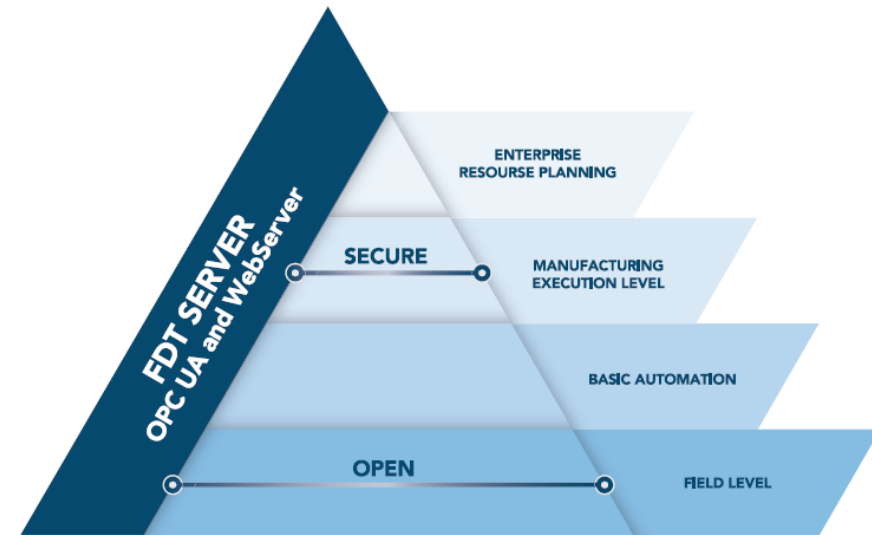 FDT SERVER
OPC UA and WebServer
ENTERPRISE
RESOURSE PLANNING
SECURE
MANUFACTURING
EXECUTION LEVEL
BASIC AUTOMATION
OPEN
FIELD LEVEL